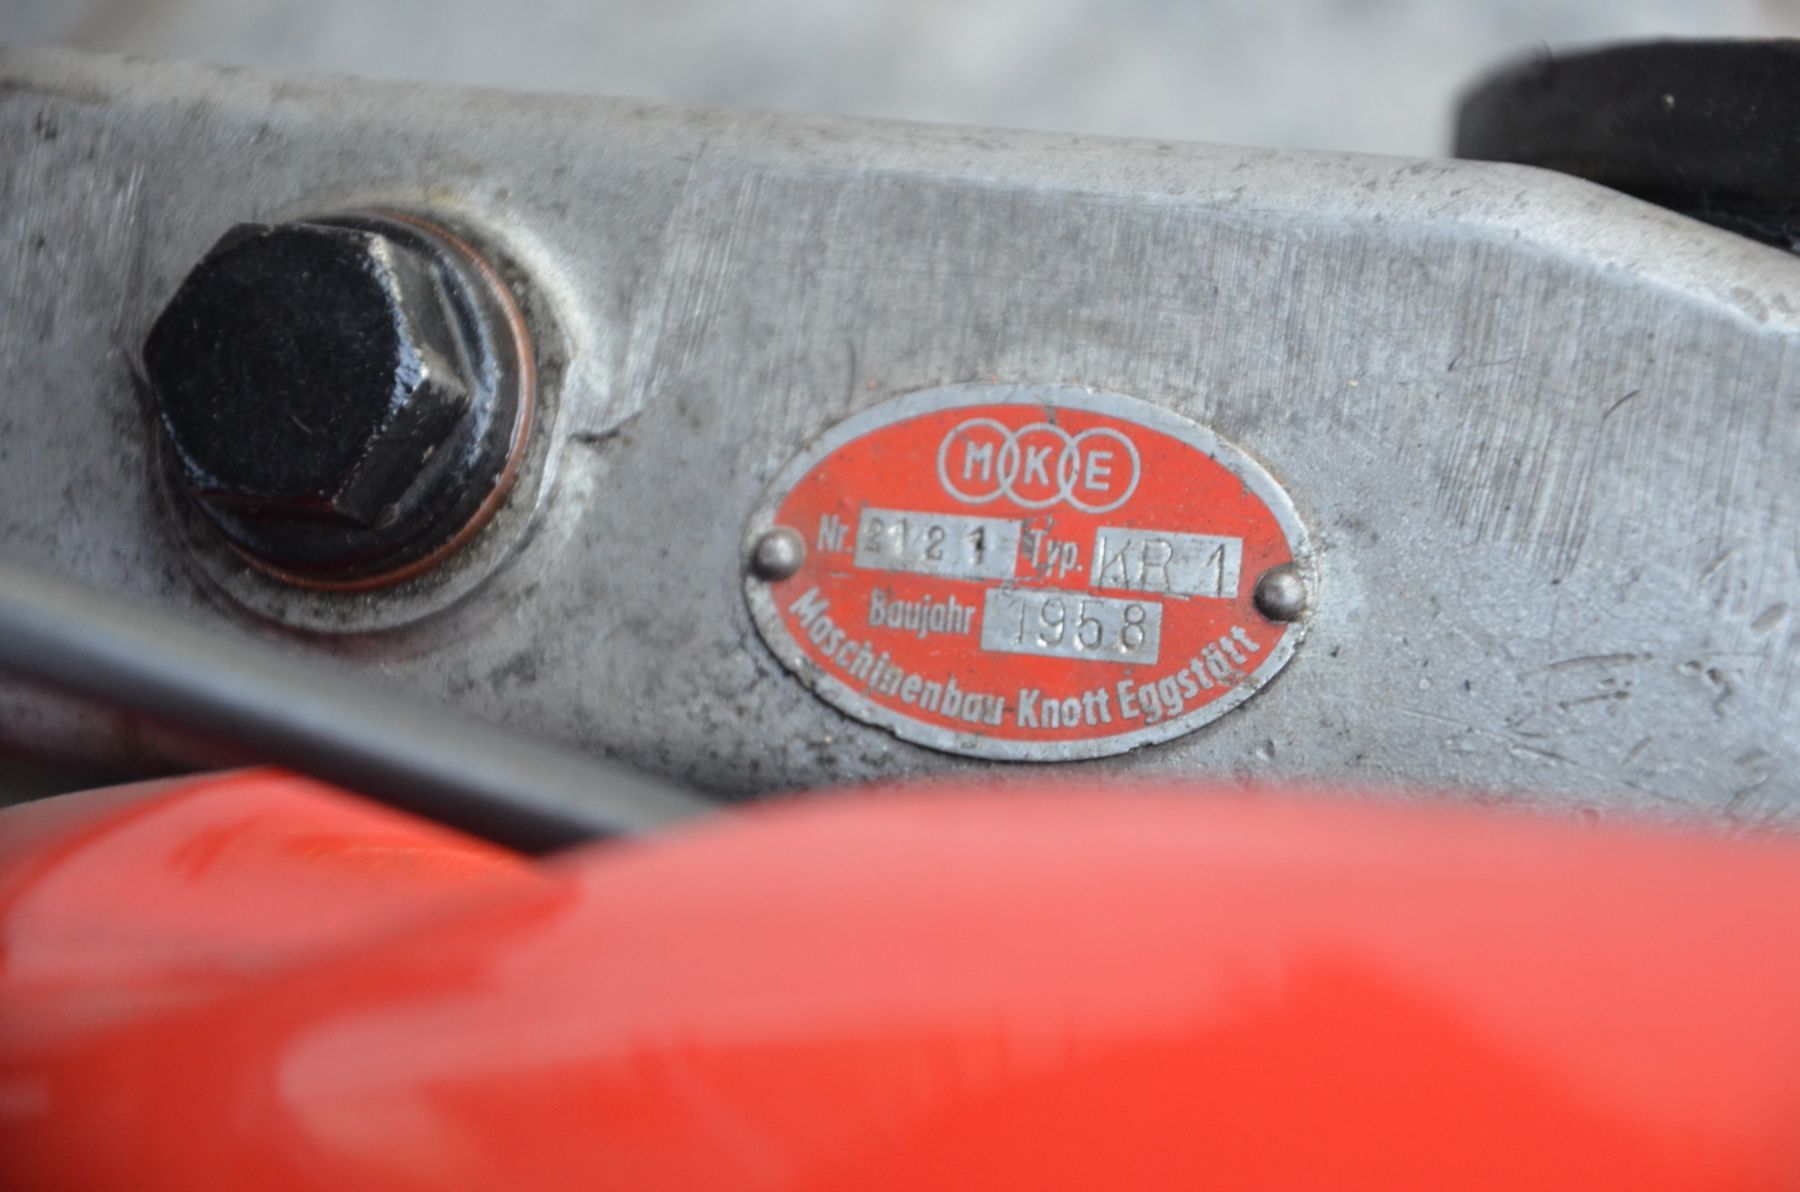 MKE
Nr. 2121 Typ. KR 1
Baujahr 1958
Maschinenbau Knott Eggstätt